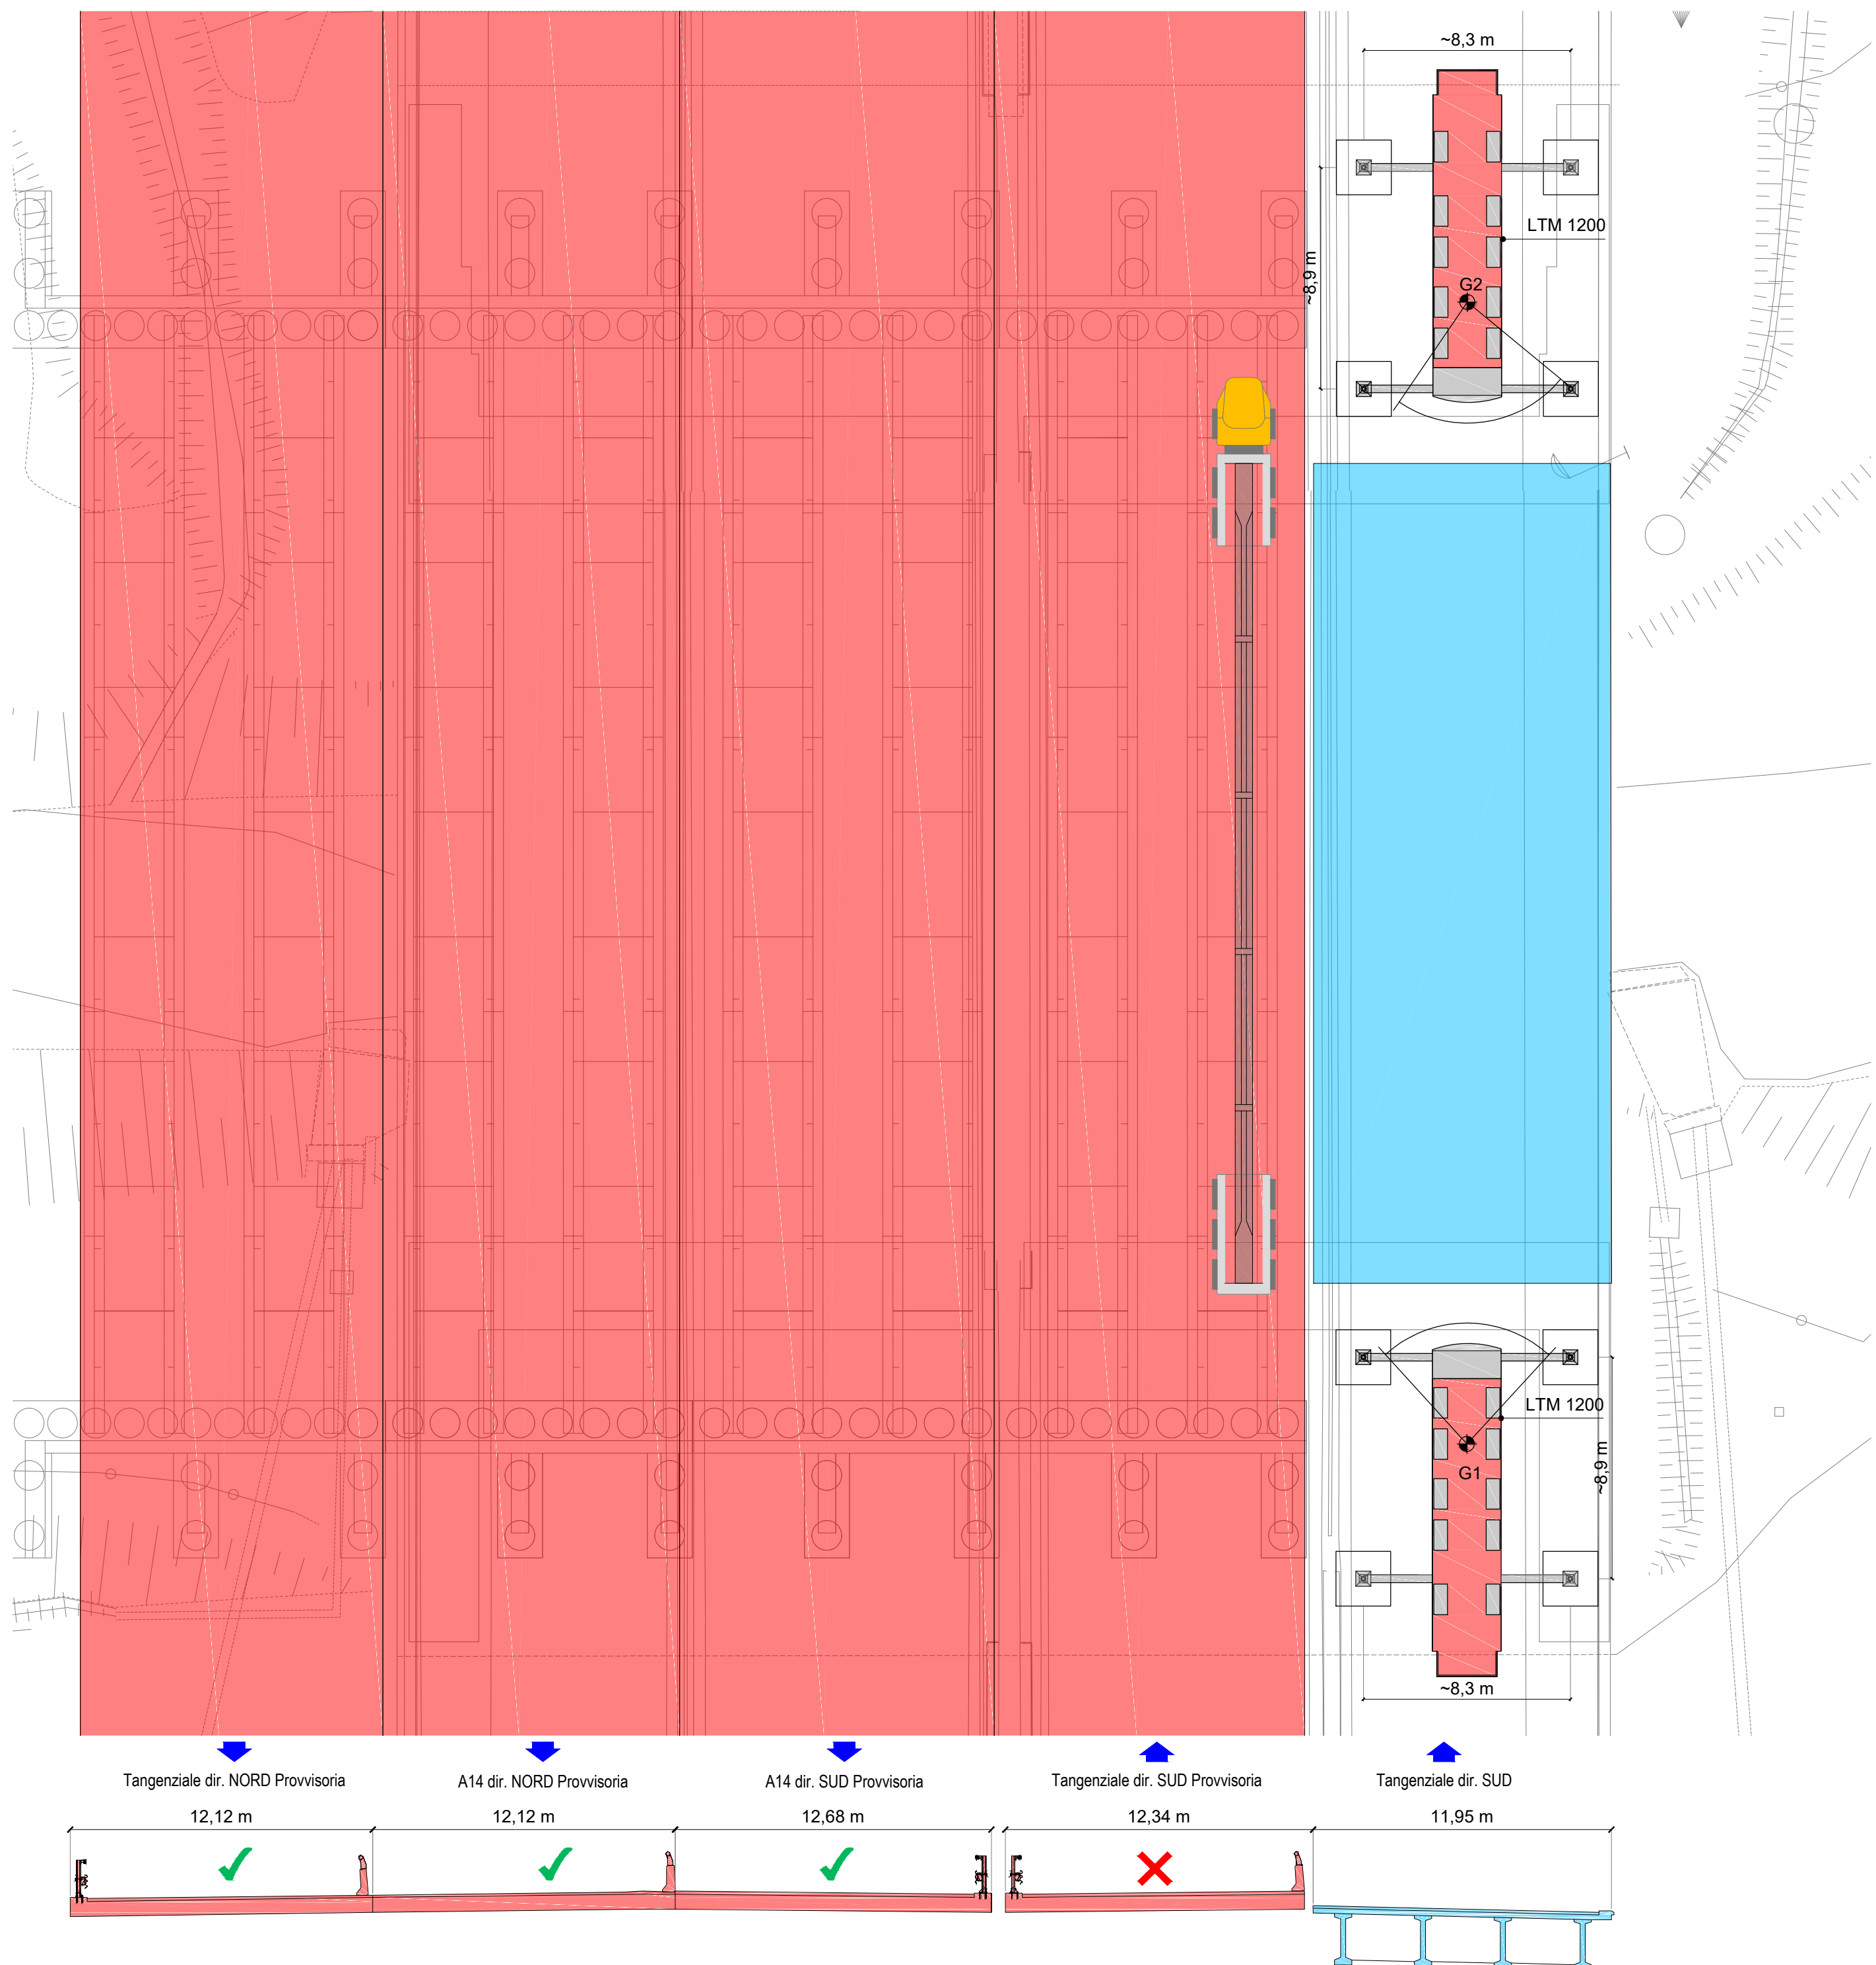 ~8,3 m
LTM 1200
~8,9 m
G2
LTM 1200
G1
~8,9 m
~8,3 m
Tangenziale dir. NORD Provvisoria
A14 dir. NORD Provvisoria
A14 dir. SUD Provvisoria
Tangenziale dir. SUD Provvisoria
Tangenziale dir. SUD
12,12 m
12,12 m
12,68 m
12,34 m
11,95 m